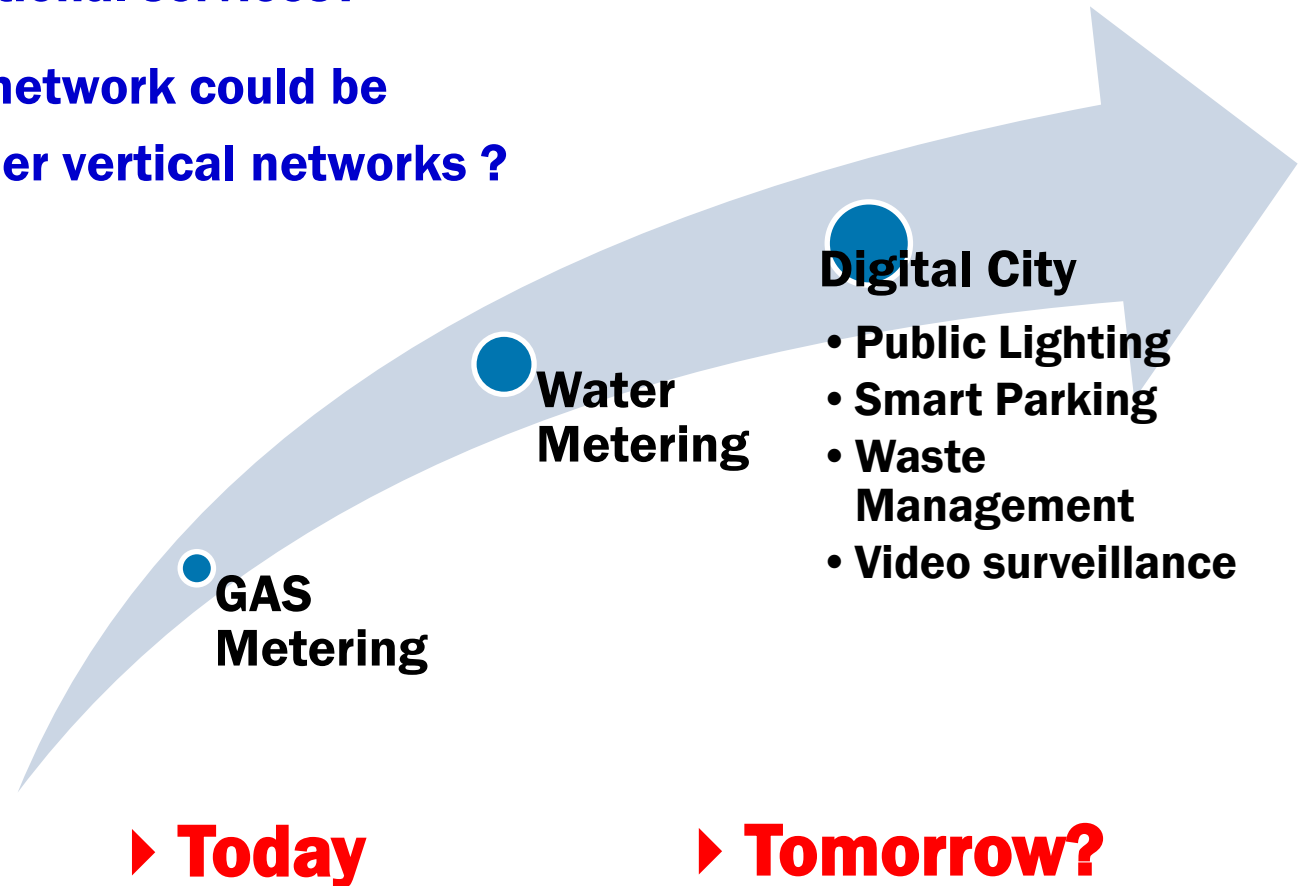 network could be
er vertical networks ?
Digital City
• Public Lighting
• Smart Parking
• Waste
Management
• Video surveillance
Water
Metering
GAS
Metering
Today
Tomorrow?